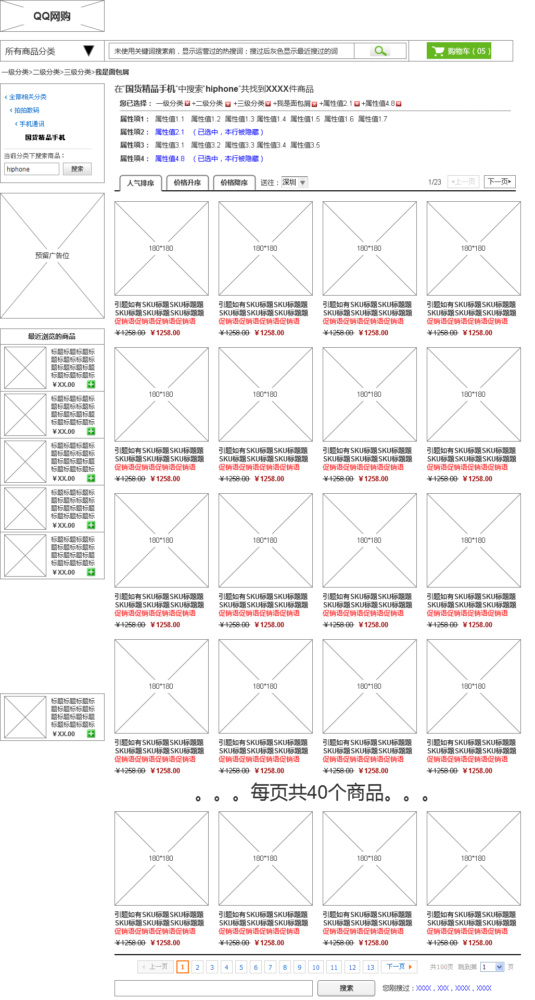 QQ网购
所有商品分类
未使用关键词搜索前，显示运营过的热搜词；搜过后灰色显示最近搜过的词
购物车（05）
一级分类>二级分类>三级分类>我是面包屑
全部相关分类
拍拍数码
手机通讯
国货精品手机
当前分类下搜索商品：
hiphone 搜索
预留广告位
最近浏览的商品
标题标题标题标
题标题标标题标
题标题标题标题
标题标题标题标
￥XX.00
标题标题标题标
题标题标标题标
题标题标题标题
标题标题标题标
￥XX.00
标题标题标题标
题标题标标题标
题标题标题标题
标题标题标题标
￥XX.00
标题标题标题标
题标题标标题标
题标题标题标题
标题标题标题标
￥XX.00
标题标题标题标
题标题标标题标
题标题标题标题
标题标题标题标
￥XX.00
标题标题标题标
题标题标标题标
题标题标题标题
标题标题标题标
￥XX.00
在"国货精品手机"中搜索"hiphone"共找到XXXX件商品
您已选择： 一级分类 +二级分类 +三级分类 +我是面包屑 +属性值2.1 +属性值4.8
属性项1： 属性值1.1 属性值1.2 属性值1.3 属性值1.4 属性值1.5 属性值1.6 属性值1.7
属性项2： 属性值2.1 （已选中，本行被隐藏）
属性项3： 属性值3.1 属性值3.2 属性值3.3 属性值3.4 属性值3.5
属性项4： 属性值4.8 （已选中，本行被隐藏）
人气排序 价格升序 价格降序 送往：深圳 1/23 上一页 下一页
180*180 180*180 180*180 180*180
引题如有SKU标题SKU标题题 引题如有SKU标题SKU标题题 引题如有SKU标题SKU标题题 引题如有SKU标题SKU标题题
SKU标题SKU标题SKU标题题 SKU标题SKU标题SKU标题题 SKU标题SKU标题SKU标题题 SKU标题SKU标题SKU标题题
促销语促销语促销语促销语 促销语促销语促销语促销语 促销语促销语促销语促销语 促销语促销语促销语促销语
￥1258.00 ￥1258.00 ￥1258.00 ￥1258.00 ￥1258.00 ￥1258.00 ￥1258.00 ￥1258.00
180*180 180*180 180*180 180*180
引题如有SKU标题SKU标题题 引题如有SKU标题SKU标题题 引题如有SKU标题SKU标题题 引题如有SKU标题SKU标题题
SKU标题SKU标题SKU标题题 SKU标题SKU标题SKU标题题 SKU标题SKU标题SKU标题题 SKU标题SKU标题SKU标题题
促销语促销语促销语促销语 促销语促销语促销语促销语 促销语促销语促销语促销语 促销语促销语促销语促销语
￥1258.00 ￥1258.00 ￥1258.00 ￥1258.00 ￥1258.00 ￥1258.00 ￥1258.00 ￥1258.00
180*180 180*180 180*180 180*180
引题如有SKU标题SKU标题题 引题如有SKU标题SKU标题题 引题如有SKU标题SKU标题题 引题如有SKU标题SKU标题题
SKU标题SKU标题SKU标题题 SKU标题SKU标题SKU标题题 SKU标题SKU标题SKU标题题 SKU标题SKU标题SKU标题题
促销语促销语促销语促销语 促销语促销语促销语促销语 促销语促销语促销语促销语 促销语促销语促销语促销语
￥1258.00 ￥1258.00 ￥1258.00 ￥1258.00 ￥1258.00 ￥1258.00 ￥1258.00 ￥1258.00
180*180 180*180 180*180 180*180
引题如有SKU标题SKU标题题 引题如有SKU标题SKU标题题 引题如有SKU标题SKU标题题 引题如有SKU标题SKU标题题
SKU标题SKU标题SKU标题题 SKU标题SKU标题SKU标题题 SKU标题SKU标题SKU标题题 SKU标题SKU标题SKU标题题
促销语促销语促销语促销语 促销语促销语促销语促销语 促销语促销语促销语促销语 促销语促销语促销语促销语
￥1258.00 ￥1258.00 ￥1258.00 ￥1258.00 ￥1258.00 ￥1258.00 ￥1258.00 ￥1258.00
。。。每页共40个商品。。。
180*180 180*180 180*180 180*180
引题如有SKU标题SKU标题题 引题如有SKU标题SKU标题题 引题如有SKU标题SKU标题题 引题如有SKU标题SKU标题题
SKU标题SKU标题SKU标题题 SKU标题SKU标题SKU标题题 SKU标题SKU标题SKU标题题 SKU标题SKU标题SKU标题题
促销语促销语促销语促销语 促销语促销语促销语促销语 促销语促销语促销语促销语 促销语促销语促销语促销语
￥1258.00 ￥1258.00 ￥1258.00 ￥1258.00 ￥1258.00 ￥1258.00 ￥1258.00 ￥1258.00
上一页 1 2 3 4 5 6 7 8 9 10 11 12 13 下一页 共100页 跳到第 1 页
搜索 您刚搜过：XXXX，XXX，XXXX，XXXX